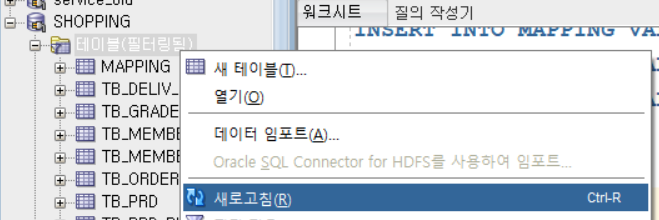 service_old
SHOPPING
테이블(필터링됨)
MAPPING
TB_DELIV_
TB_GRADE
TB_MEMBE
TB_MEMBE
TB_ORDER
TB_PRD
워크시트 질의 작성기
INSERT INTO MAPPING VA
새 테이블(T)...
열기(O)
데이터 임포트(A)...
Oracle SQL Connector for HDFS를 사용하여 임포트...
새로고침(R) Ctrl-R